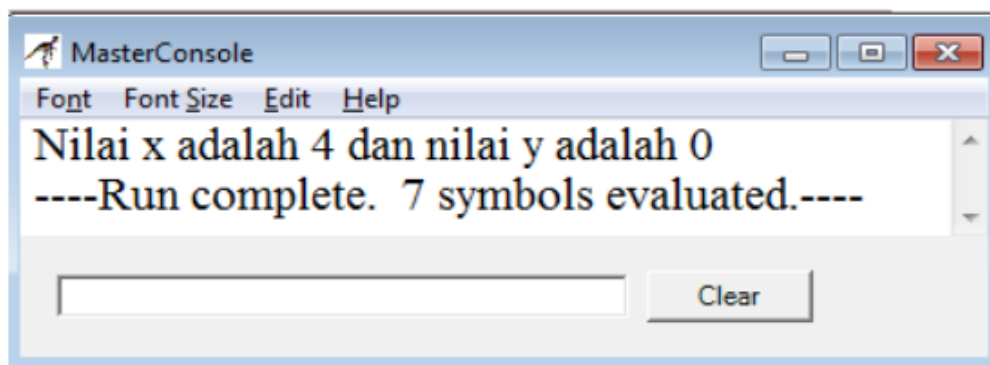 MasterConsole
Font Font Size Edit Help
Nilai x adalah 4 dan nilai y adalah 0
----Run complete.  7 symbols evaluated.----
Clear